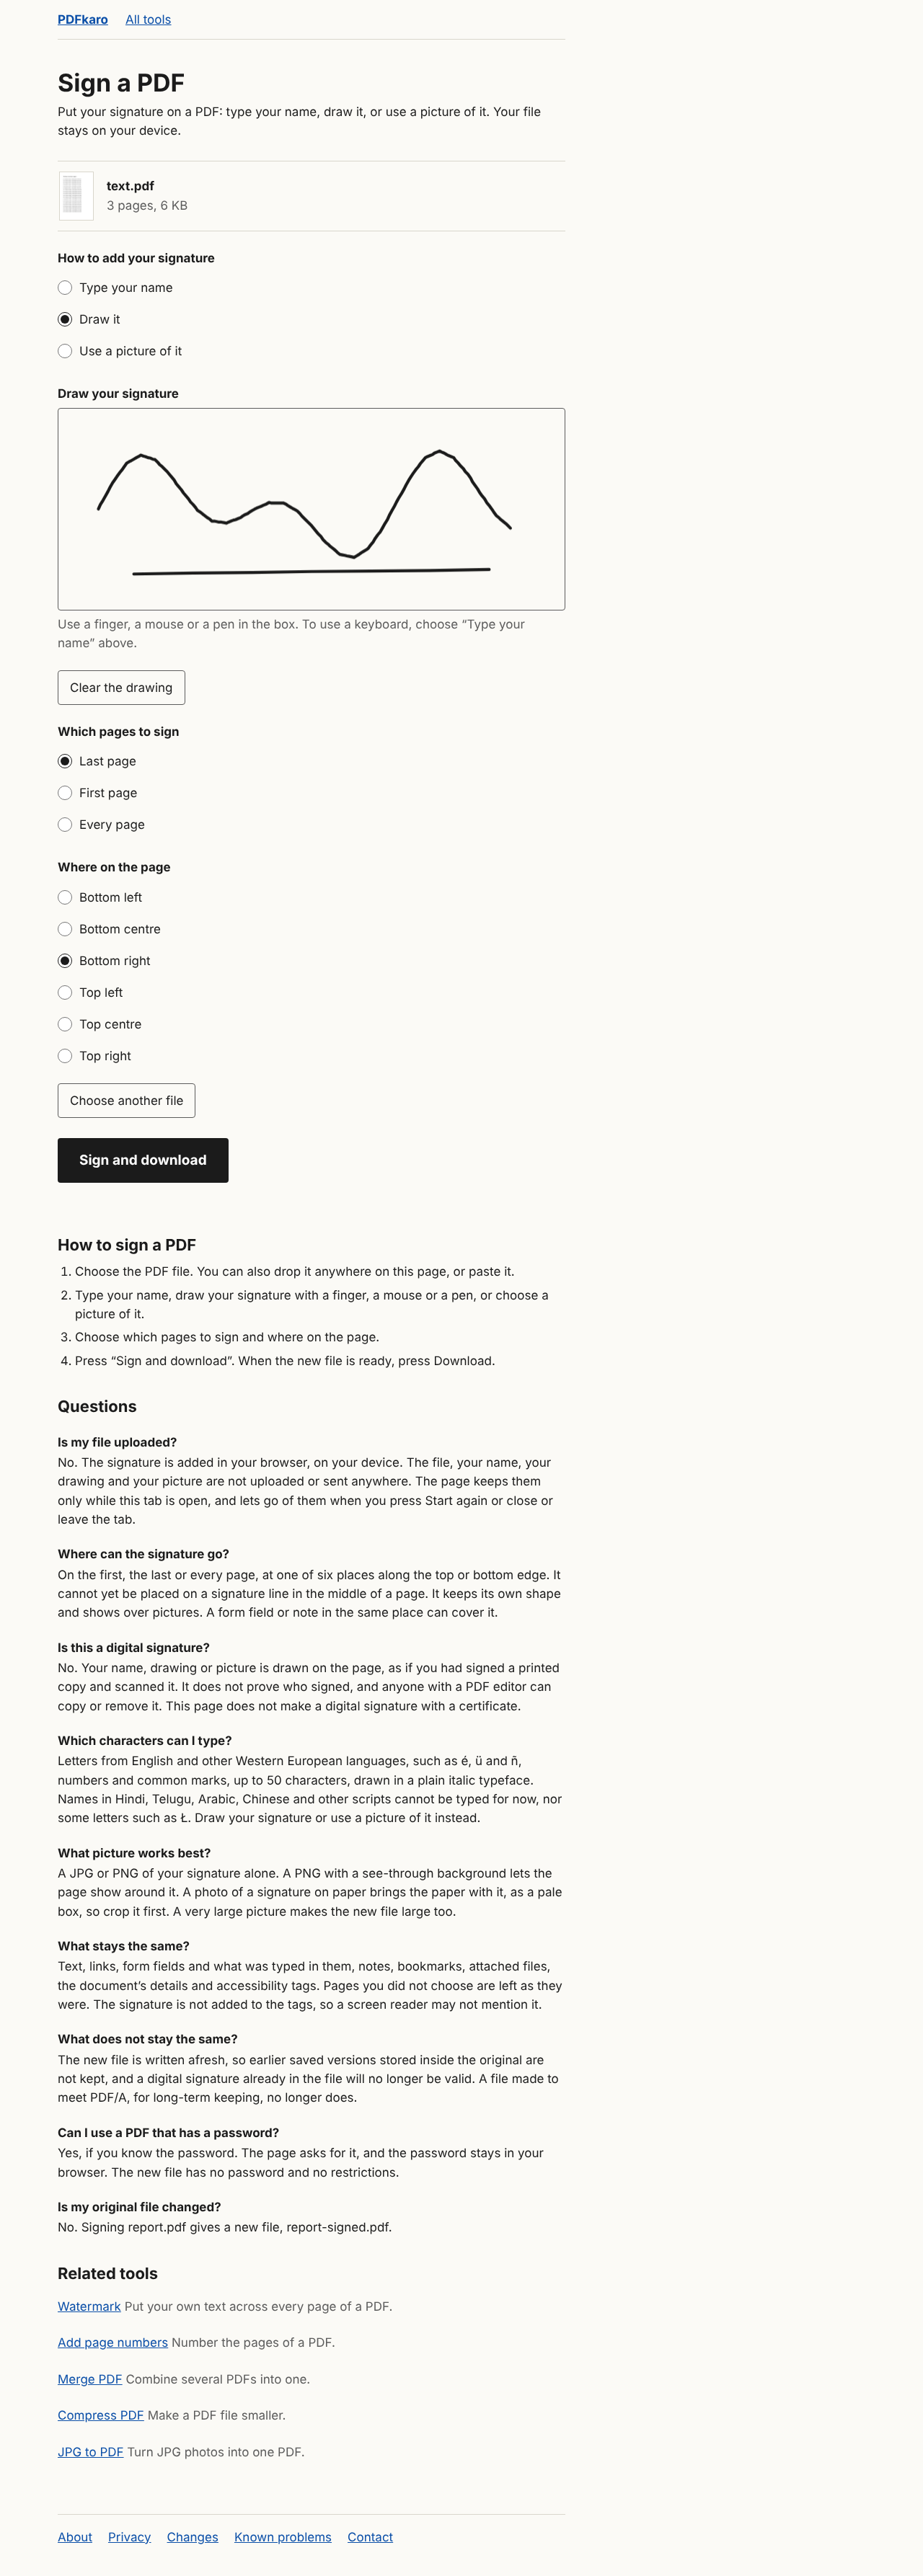 PDFkaro All tools
Sign a PDF
Put your signature on a PDF: type your name, draw it, or use a picture of it. Your file
stays on your device.
text.pdf
3 pages, 6 KB
How to add your signature
Type your name
Draw it
Use a picture of it
Draw your signature
Use a finger, a mouse or a pen in the box. To use a keyboard, choose “Type your
name” above.
Clear the drawing
Which pages to sign
Last page
First page
Every page
Where on the page
Bottom left
Bottom centre
Bottom right
Top left
Top centre
Top right
Choose another file
Sign and download
How to sign a PDF
1. Choose the PDF file. You can also drop it anywhere on this page, or paste it.
2. Type your name, draw your signature with a finger, a mouse or a pen, or choose a
picture of it.
3. Choose which pages to sign and where on the page.
4. Press “Sign and download”. When the new file is ready, press Download.
Questions
Is my file uploaded?
No. The signature is added in your browser, on your device. The file, your name, your
drawing and your picture are not uploaded or sent anywhere. The page keeps them
only while this tab is open, and lets go of them when you press Start again or close or
leave the tab.
Where can the signature go?
On the first, the last or every page, at one of six places along the top or bottom edge. It
cannot yet be placed on a signature line in the middle of a page. It keeps its own shape
and shows over pictures. A form field or note in the same place can cover it.
Is this a digital signature?
No. Your name, drawing or picture is drawn on the page, as if you had signed a printed
copy and scanned it. It does not prove who signed, and anyone with a PDF editor can
copy or remove it. This page does not make a digital signature with a certificate.
Which characters can I type?
Letters from English and other Western European languages, such as é, ü and ñ,
numbers and common marks, up to 50 characters, drawn in a plain italic typeface.
Names in Hindi, Telugu, Arabic, Chinese and other scripts cannot be typed for now, nor
some letters such as Ł. Draw your signature or use a picture of it instead.
What picture works best?
A JPG or PNG of your signature alone. A PNG with a see-through background lets the
page show around it. A photo of a signature on paper brings the paper with it, as a pale
box, so crop it first. A very large picture makes the new file large too.
What stays the same?
Text, links, form fields and what was typed in them, notes, bookmarks, attached files,
the document’s details and accessibility tags. Pages you did not choose are left as they
were. The signature is not added to the tags, so a screen reader may not mention it.
What does not stay the same?
The new file is written afresh, so earlier saved versions stored inside the original are
not kept, and a digital signature already in the file will no longer be valid. A file made to
meet PDF/A, for long-term keeping, no longer does.
Can I use a PDF that has a password?
Yes, if you know the password. The page asks for it, and the password stays in your
browser. The new file has no password and no restrictions.
Is my original file changed?
No. Signing report.pdf gives a new file, report-signed.pdf.
Related tools
Watermark Put your own text across every page of a PDF.
Add page numbers Number the pages of a PDF.
Merge PDF Combine several PDFs into one.
Compress PDF Make a PDF file smaller.
JPG to PDF Turn JPG photos into one PDF.
About Privacy Changes Known problems Contact